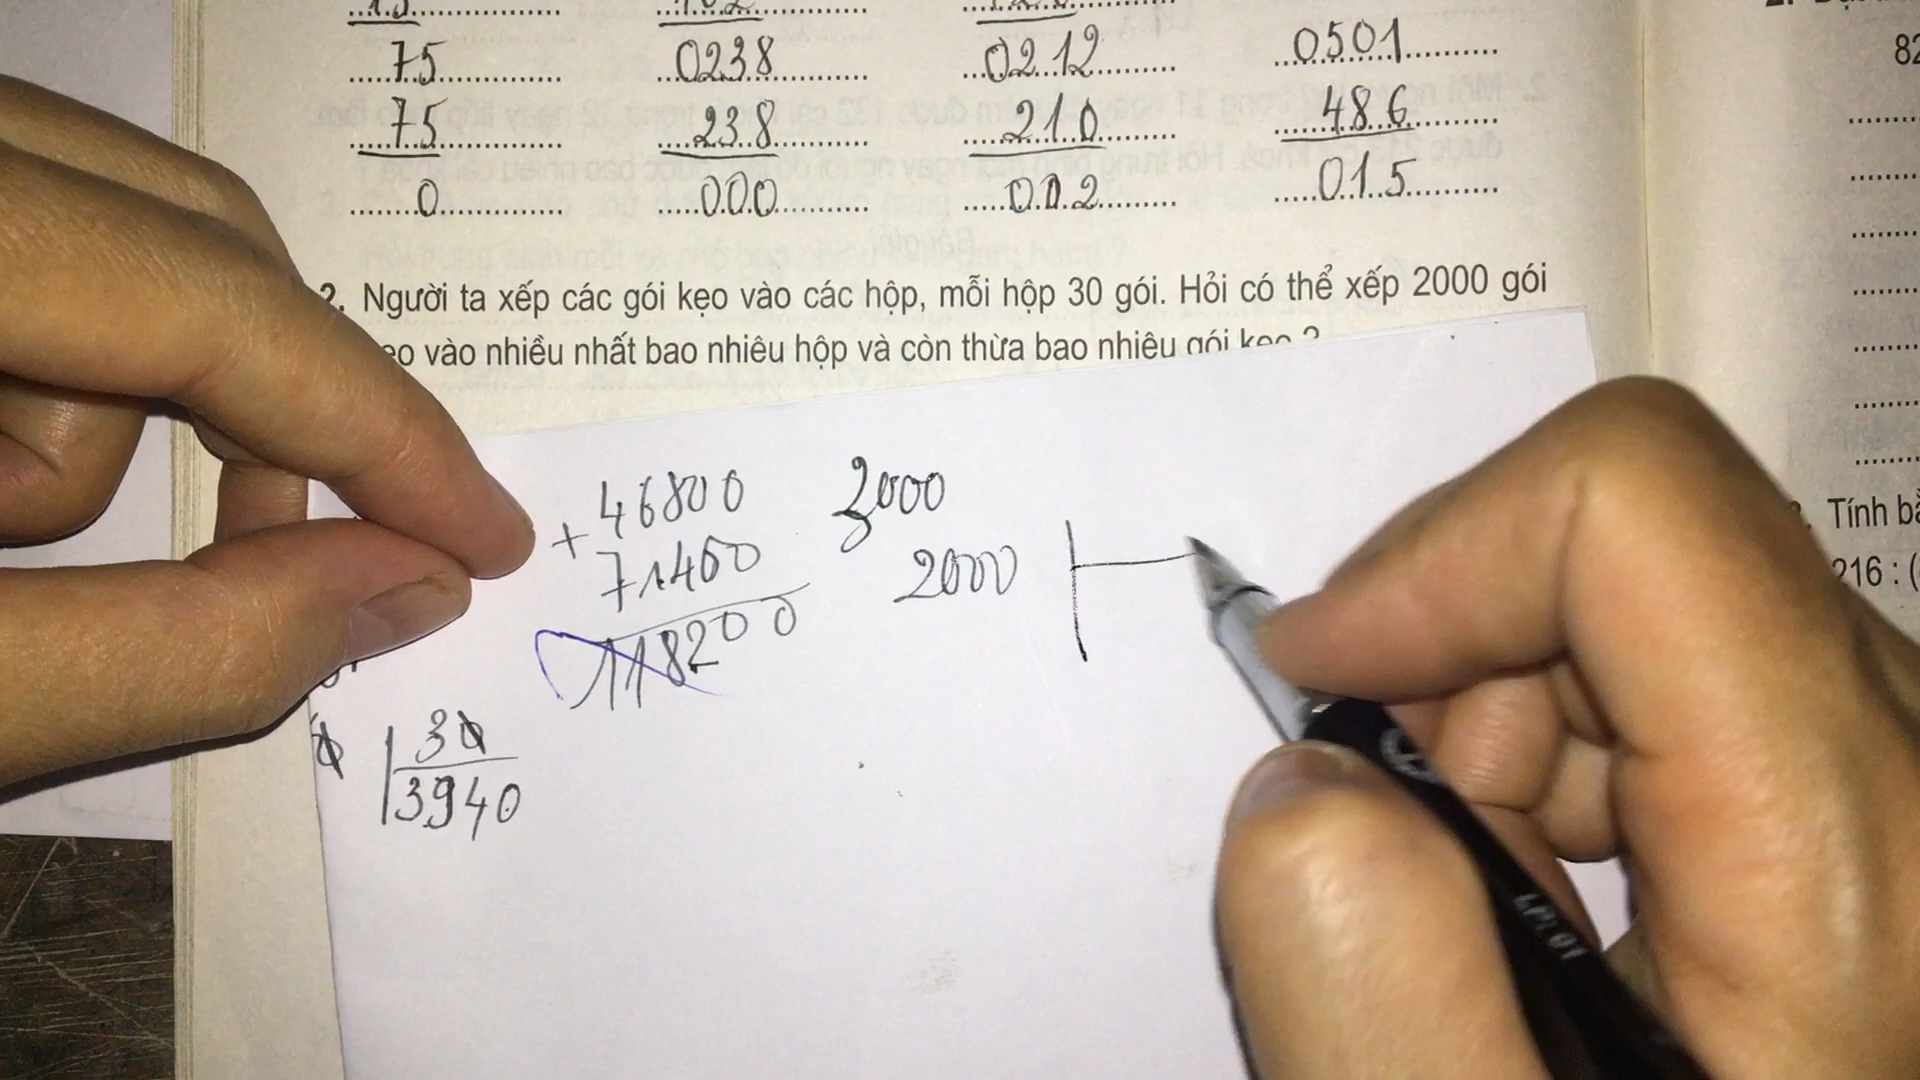 75 0238 0212 0501
75 238 210 486
0 000 002 015
82
2. Người ta xếp các gói kẹo vào các hộp, mỗi hộp 30 gói. Hỏi có thể xếp 2000 gói
vào nhiều nhất bao nhiêu hộp và còn thừa bao nhiêu gói kẹo ?
+ 46800 2000
71400 2000
118200
30
3940
Tính
216 : (